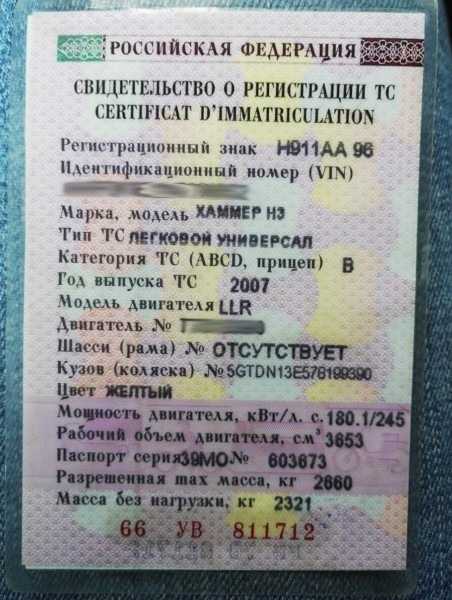 РОССИЙСКАЯ ФЕДЕРАЦИЯ
СВИДЕТЕЛЬСТВО О РЕГИСТРАЦИИ ТС
CERTIFICAT D'IMMATRICULATION
Регистрационный знак Н911АА 96
Идентификационный номер (VIN)
Марка, модель ХАММЕР Н3
Тип ТС ЛЕГКОВОЙ УНИВЕРСАЛ
Категория ТС (ABCD, прицеп) В
Год выпуска ТС 2007
Модель двигателя LLR
Двигатель №
Шасси (рама) № ОТСУТСТВУЕТ
Кузов (коляска) № 5GTDN13E578199390
Цвет ЖЕЛТЫЙ
Мощность двигателя, кВт/л. с. 180.1/245
Рабочий объем двигателя, см³ 3653
Паспорт серия 39МО № 603673
Разрешенная max масса, кг 2660
Масса без нагрузки, кг 2321
66 УВ 811712